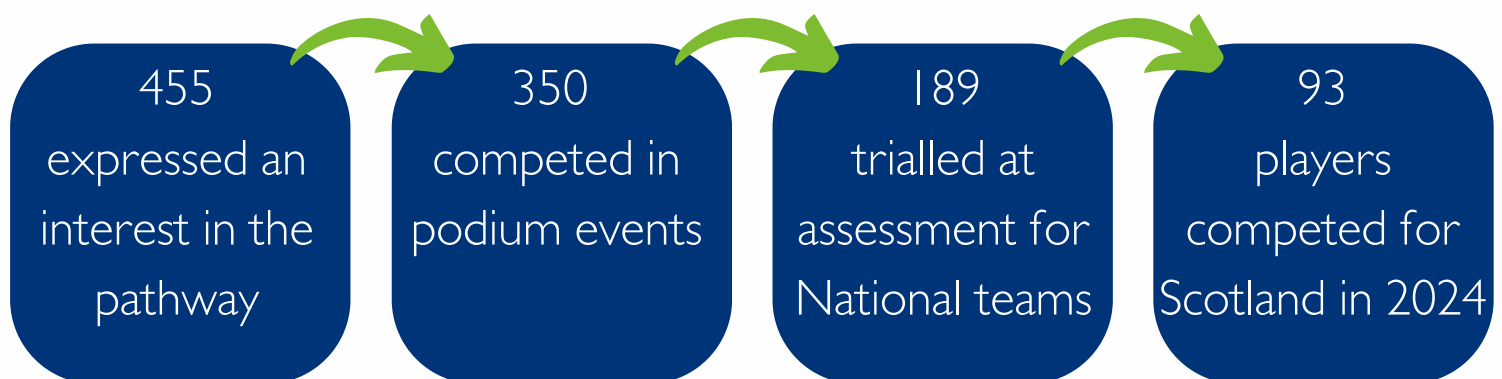 455
expressed an
interest in the
pathway
350
competed in
podium events
189
trialled at
assessment for
National teams
93
players
competed for
Scotland in 2024